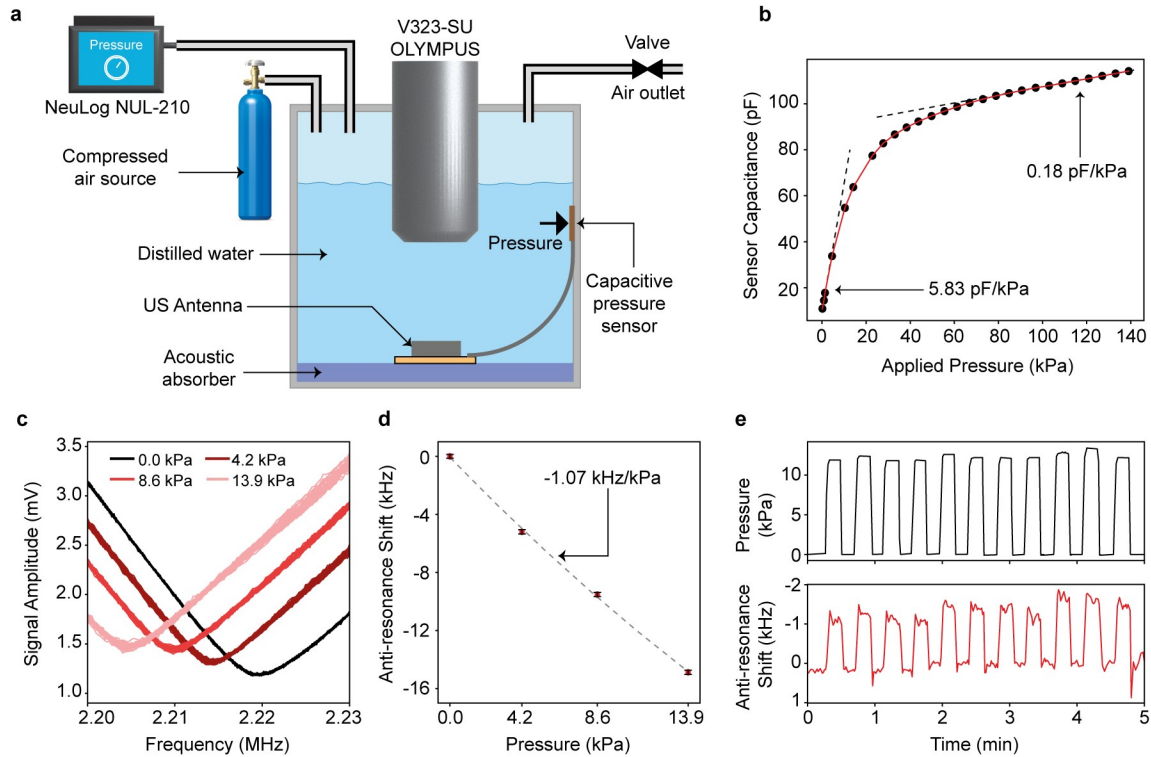 a
Pressure
NeuLog NUL-210
Compressed
air source
V323-SU
OLYMPUS
Valve
Air outlet
Distilled water
Pressure
US Antenna
Capacitive
pressure
sensor
Acoustic
absorber
b
Sensor Capacitance (pF)
100
80
60
40
20
0.18 pF/kPa
5.83 pF/kPa
0 20 40 60 80 100 120 140
Applied Pressure (kPa)
c
Signal Amplitude (mV)
3.5
3.0
2.5
2.0
1.5
1.0
0.0 kPa 4.2 kPa
8.6 kPa 13.9 kPa
2.20 2.21 2.22 2.23
Frequency (MHz)
d
Anti-resonance Shift (kHz)
0
-4
-8
-12
-16
-1.07 kHz/kPa
0.0 4.2 8.6 13.9
Pressure (kPa)
e
Pressure
(kPa)
10
5
0
Anti-resonance
Shift (kHz)
-2
-1
0
1
0 1 2 3 4 5
Time (min)